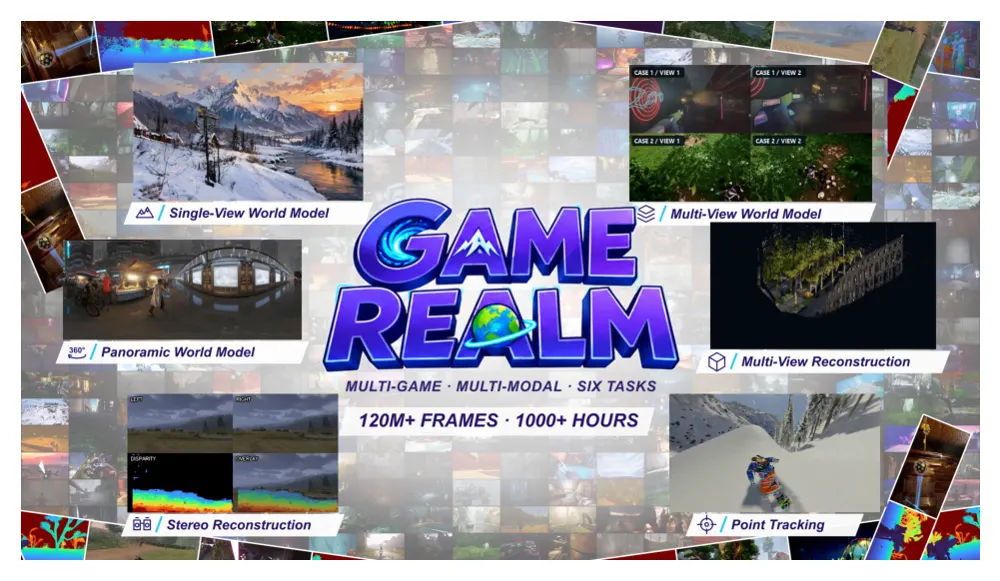 CASE 1 / VIEW 1
CASE 1 / VIEW 2
CASE 2 / VIEW 1
CASE 2 / VIEW 2
Single-View World Model
Multi-View World Model
GAME
REALM
360°
Panoramic World Model
Multi-View Reconstruction
MULTI-GAME · MULTI-MODAL · SIX TASKS
120M+ FRAMES · 1000+ HOURS
LEFT
RIGHT
DISPARITY
OVERLAY
Stereo Reconstruction
Point Tracking